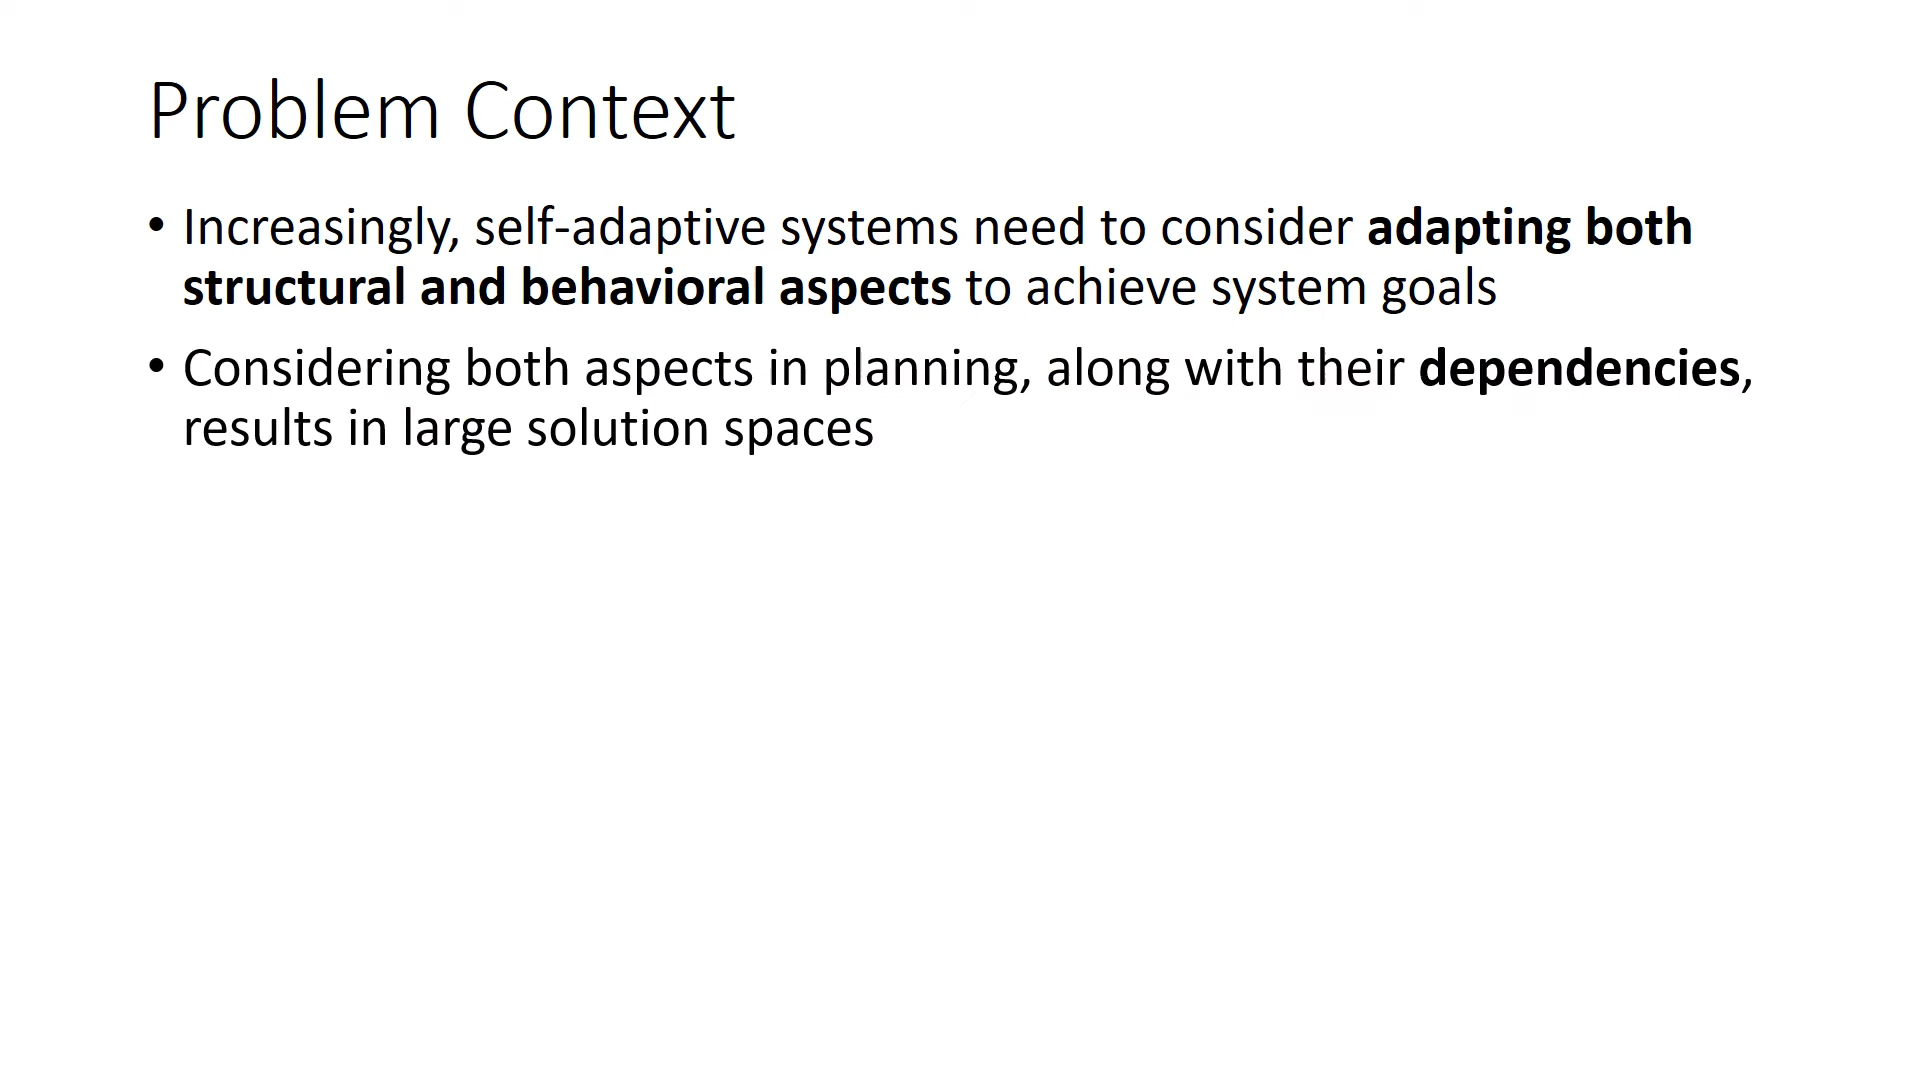 Problem Context
• Increasingly, self-adaptive systems need to consider adapting both
structural and behavioral aspects to achieve system goals
• Considering both aspects in planning, along with their dependencies,
results in large solution spaces